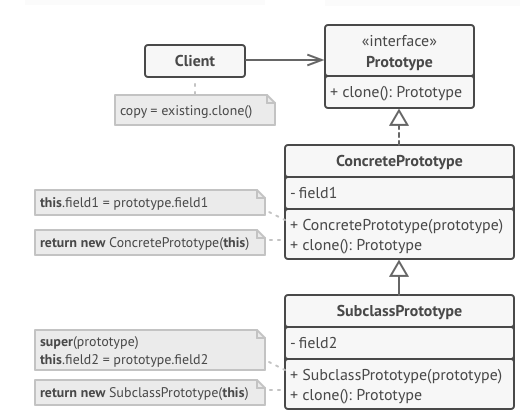 «interface»
Prototype
+ clone(): Prototype
Client
copy = existing.clone()
ConcretePrototype
- field1
this.field1 = prototype.field1
+ ConcretePrototype(prototype)
return new ConcretePrototype(this)
+ clone(): Prototype
SubclassPrototype
- field2
super(prototype)
this.field2 = prototype.field2
+ SubclassPrototype(prototype)
return new SubclassPrototype(this)
+ clone(): Prototype